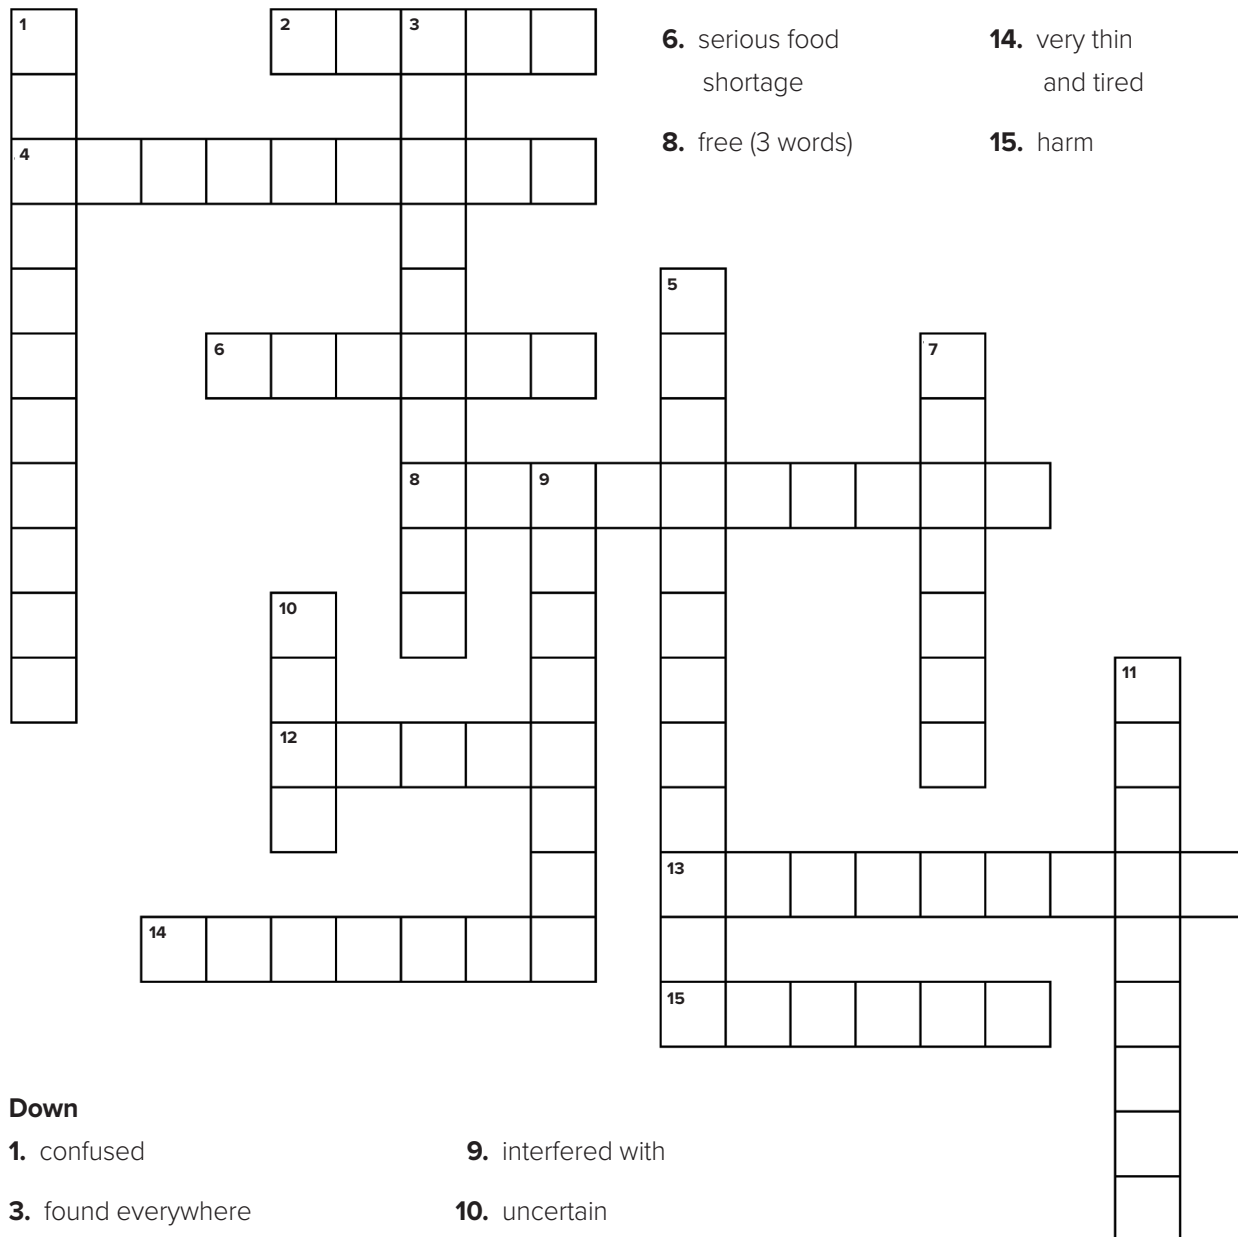 1
2
3
6. serious food
shortage
14. very thin
and tired
8. free (3 words)
15. harm
4
5
6
7
8
9
10
11
12
13
14
15
Down
1. confused
9. interfered with
3. found everywhere
10. uncertain